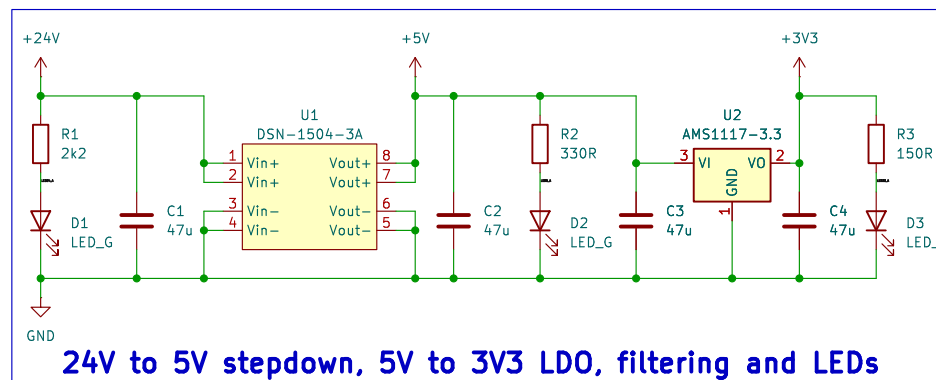 +24V
+5V
+3V3
R1
2k2
D1
LED_G
C1
47u
U1
DSN-1504-3A
1 Vin+ Vout+ 8
2 Vin+ Vout+ 7
3 Vin- Vout- 6
4 Vin- Vout- 5
C2
47u
R2
330R
D2
LED_G
C3
47u
U2
AMS1117-3.3
3 VI VO 2
GND
1
C4
47u
R3
150R
D3
LED_
GND
24V to 5V stepdown, 5V to 3V3 LDO, filtering and LEDs